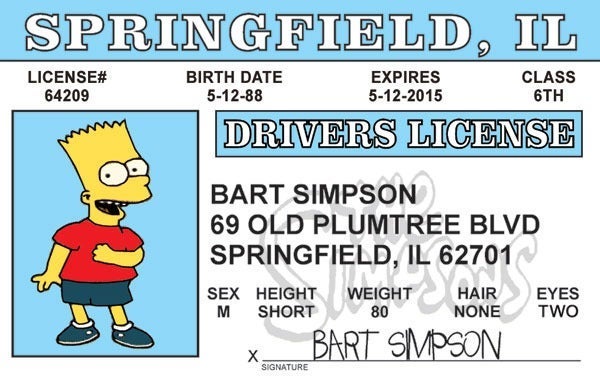 SPRINGFIELD, IL
LICENSE# BIRTH DATE EXPIRES CLASS
64209 5-12-88 5-12-2015 6TH
DRIVERS LICENSE
BART SIMPSON
69 OLD PLUMTREE BLVD
SPRINGFIELD, IL 62701
The Simpsons
SEX HEIGHT WEIGHT HAIR EYES
M SHORT 80 NONE TWO
X BART SIMPSON
SIGNATURE